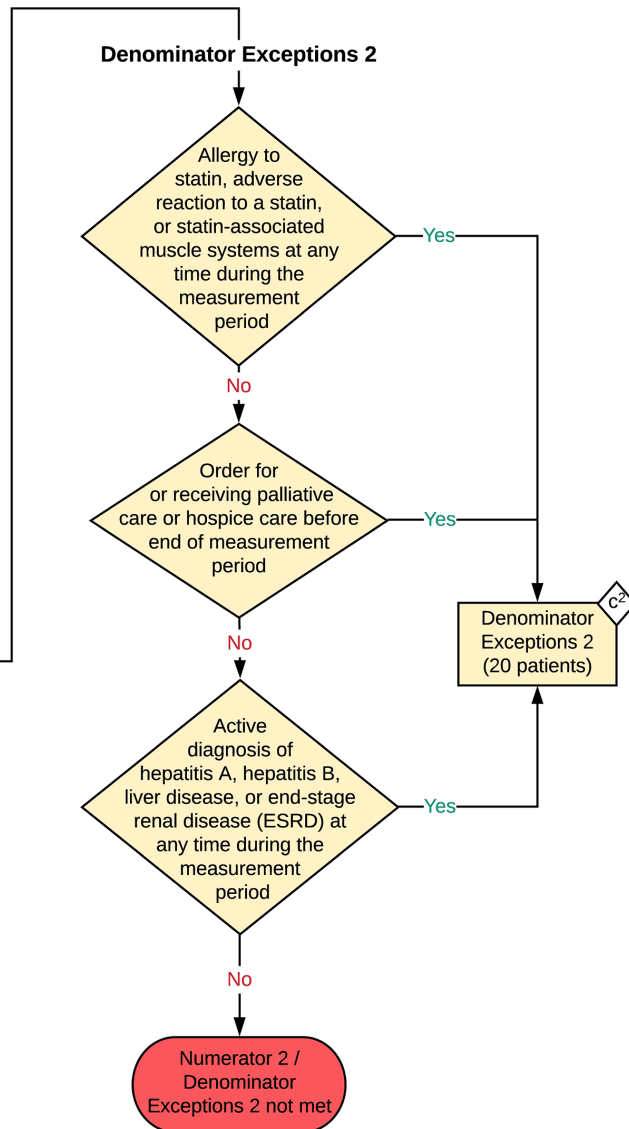 Denominator Exceptions 2
Allergy to
statin, adverse
reaction to a statin,
or statin-associated
muscle systems at any
time during the
measurement
period
Yes
No
Order for
or receiving palliative
care or hospice care before
end of measurement
period
Yes
c²
Denominator
Exceptions 2
(20 patients)
No
Active
diagnosis of
hepatitis A, hepatitis B,
liver disease, or end-stage
renal disease (ESRD) at
any time during the
measurement
period
Yes
No
Numerator 2 /
Denominator
Exceptions 2 not met